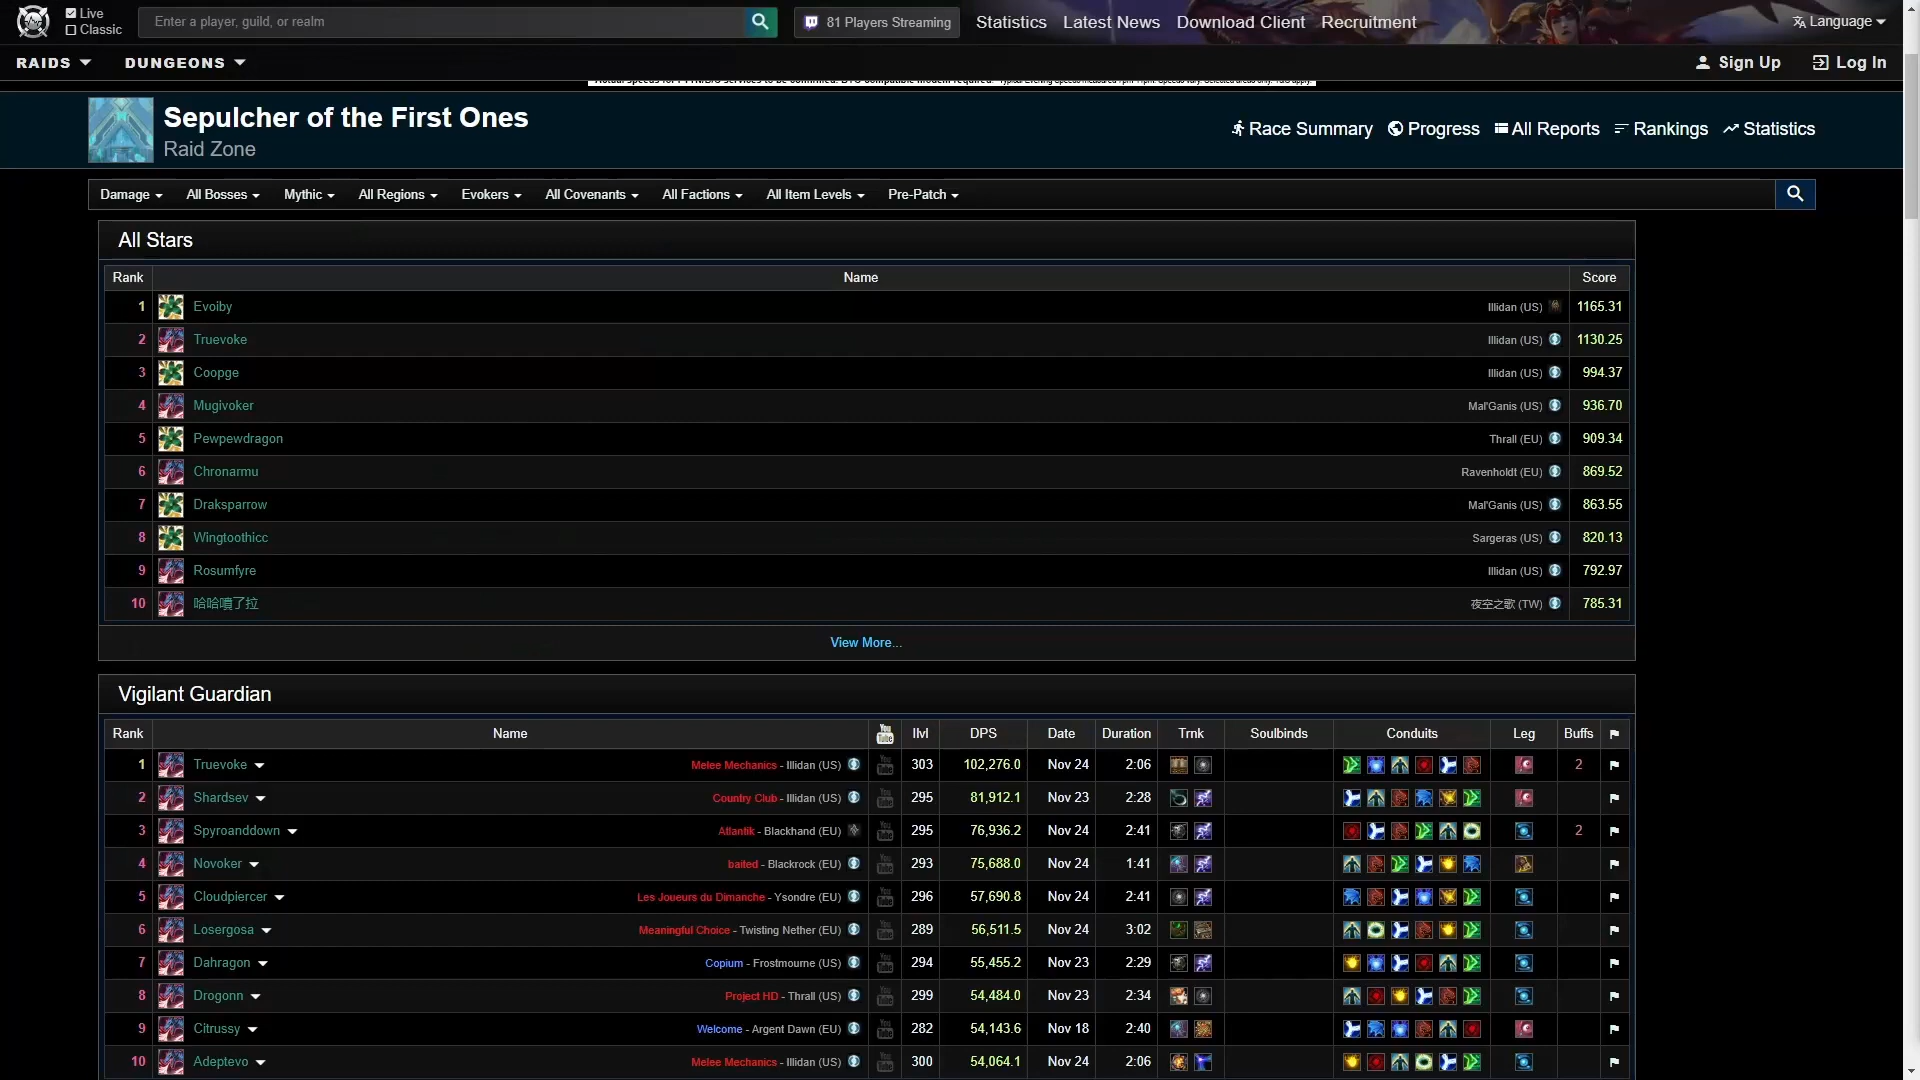 Live
Classic
Enter a player, guild, or realm
81 Players Streaming
Statistics
Latest News
Download Client
Recruitment
Language
RAIDS
DUNGEONS
Sign Up
Log In
Sepulcher of the First Ones
Raid Zone
Race Summary
Progress
All Reports
Rankings
Statistics
Damage
All Bosses
Mythic
All Regions
Evokers
All Covenants
All Factions
All Item Levels
Pre-Patch
All Stars
Rank Name Score
1 Evoiby Illidan (US) 1165.31
2 Truevoke Illidan (US) 1130.25
3 Coopge Illidan (US) 994.37
4 Mugivoker Mal'Ganis (US) 936.70
5 Pewpewdragon Thrall (EU) 909.34
6 Chronarmu Ravenholdt (EU) 869.52
7 Draksparrow Mal'Ganis (US) 863.55
8 Wingtoothicc Sargeras (US) 820.13
9 Rosumfyre Illidan (US) 792.97
10 哈哈噴了拉 夜空之歌 (TW) 785.31
View More...
Vigilant Guardian
Rank Name You Tube Ilvl DPS Date Duration Trnk Soulbinds Conduits Leg Buffs
1 Truevoke Melee Mechanics - Illidan (US) 303 102,276.0 Nov 24 2:06 2
2 Shardsev Country Club - Illidan (US) 295 81,912.1 Nov 23 2:28
3 Spyroanddown Atlantik - Blackhand (EU) 295 76,936.2 Nov 24 2:41 2
4 Novoker baited - Blackrock (EU) 293 75,688.0 Nov 24 1:41
5 Cloudpiercer Les Joueurs du Dimanche - Ysondre (EU) 296 57,690.8 Nov 24 2:41
6 Losergosa Meaningful Choice - Twisting Nether (EU) 289 56,511.5 Nov 24 3:02
7 Dahragon Copium - Frostmourne (US) 294 55,455.2 Nov 23 2:29
8 Drogonn Project HD - Thrall (US) 299 54,484.0 Nov 23 2:34
9 Citrussy Welcome - Argent Dawn (EU) 282 54,143.6 Nov 18 2:40
10 Adeptevo Melee Mechanics - Illidan (US) 300 54,064.1 Nov 24 2:06